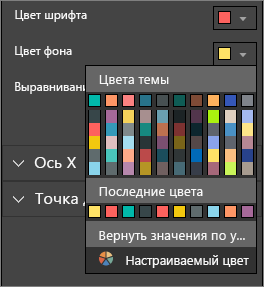 Цвет шрифта
Цвет фона
Выравнивани
Цвета темы
Ось X
Последние цвета
Точка
Вернуть значения по у...
Настраиваемый цвет